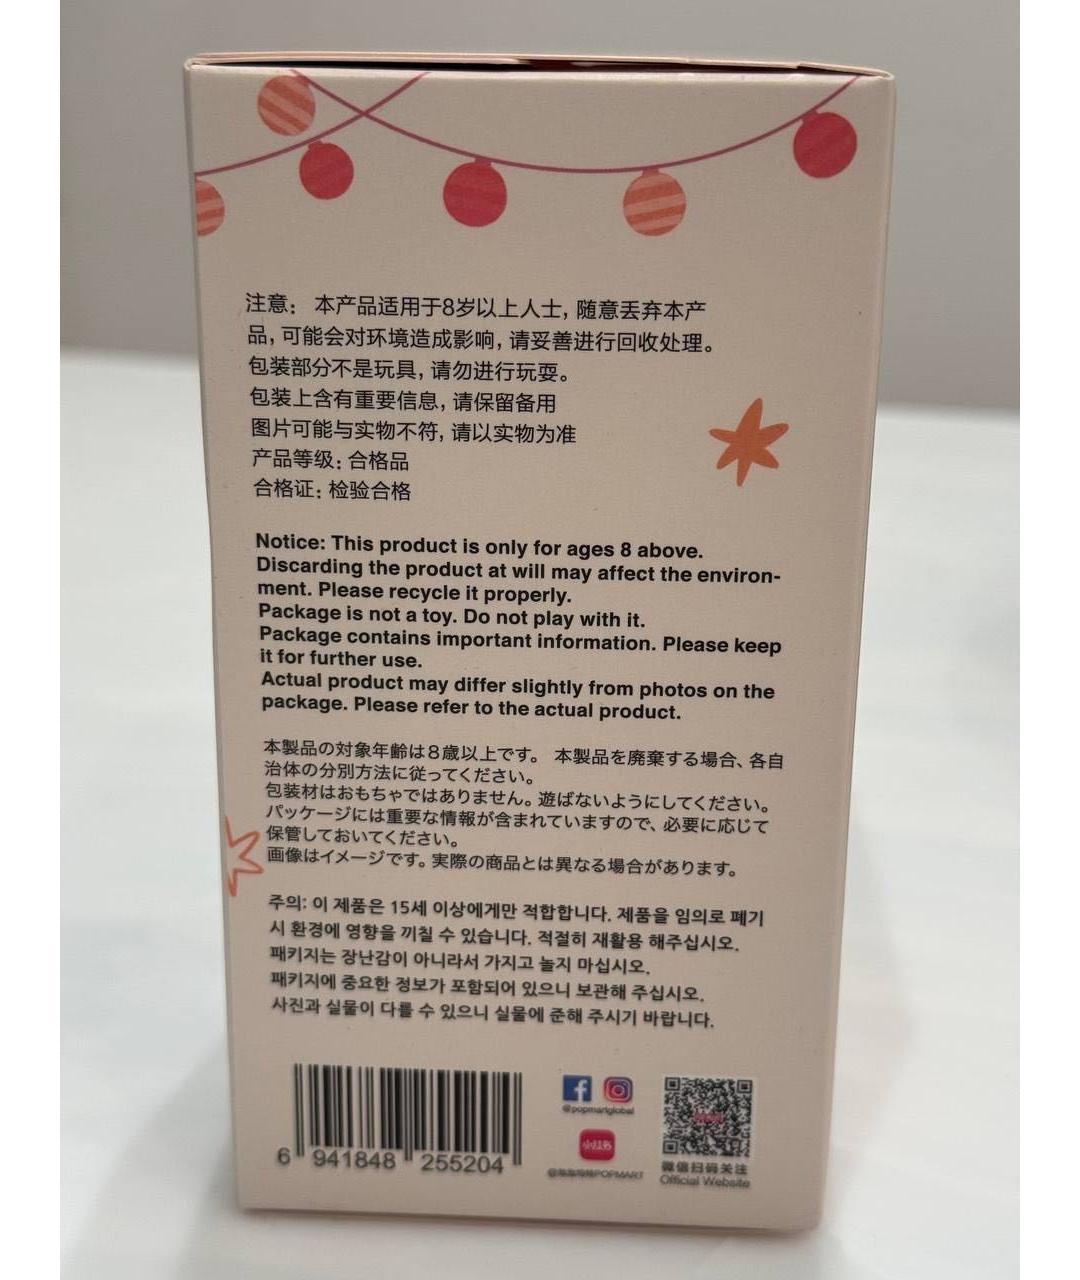 注意： 本产品适用于8岁以上人士, 随意丢弃本产
品, 可能会对环境造成影响, 请妥善进行回收处理。
包装部分不是玩具, 请勿进行玩耍。
包装上含有重要信息, 请保留备用
图片可能与实物不符, 请以实物为准
产品等级: 合格品
合格证: 检验合格
Notice: This product is only for ages 8 above.
Discarding the product at will may affect the environ-
ment. Please recycle it properly.
Package is not a toy. Do not play with it.
Package contains important information. Please keep
it for further use.
Actual product may differ slightly from photos on the
package. Please refer to the actual product.
本製品の対象年齢は8歳以上です。 本製品を廃棄する場合、各自
治体の分別方法に従ってください。
包装材はおもちゃではありません。遊ばないようにしてください。
パッケージには重要な情報が含まれていますので、必要に応じて
保管しておいてください。
画像はイメージです。実際の商品とは異なる場合があります。
주의: 이 제품은 15세 이상에게만 적합합니다. 제품을 임의로 폐기
시 환경에 영향을 끼칠 수 있습니다. 적절히 재활용 해주십시오.
패키지는 장난감이 아니라서 가지고 놀지 마십시오.
패키지에 중요한 정보가 포함되어 있으니 보관해 주십시오.
사진과 실물이 다를 수 있으니 실물에 준해 주시기 바랍니다.
6 941848 255204
@popmartglobal
小红书
POPMART
微信扫码关注
Official Website